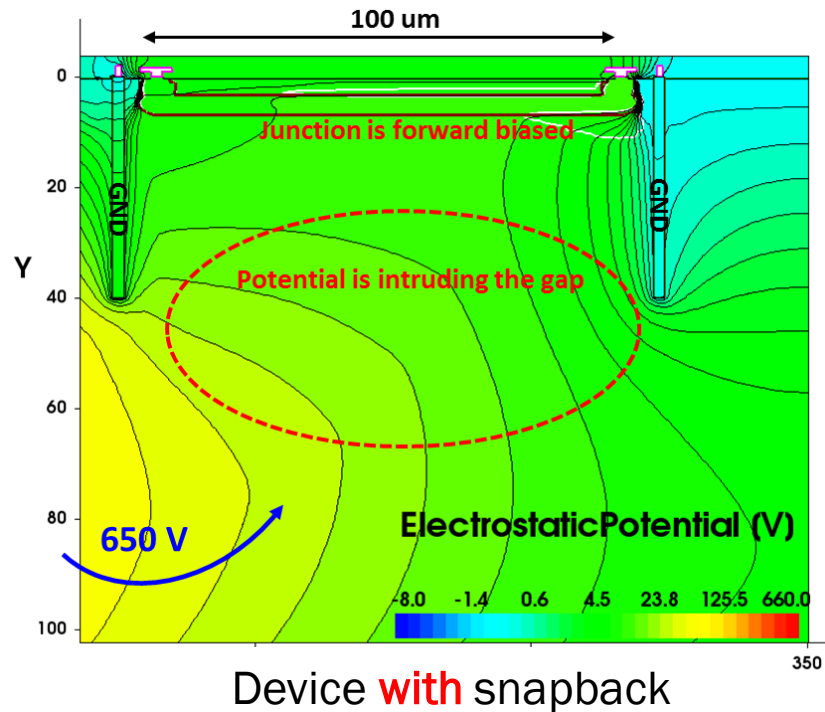 100 um
0
20
Y
40
60
80
100
GND
GND
Junction is forward biased
Potential is intruding the gap
650 V
ElectrostaticPotential (V)
-8.0 -1.4 0.6 4.5 23.8 125.5 660.0
350
Device with snapback